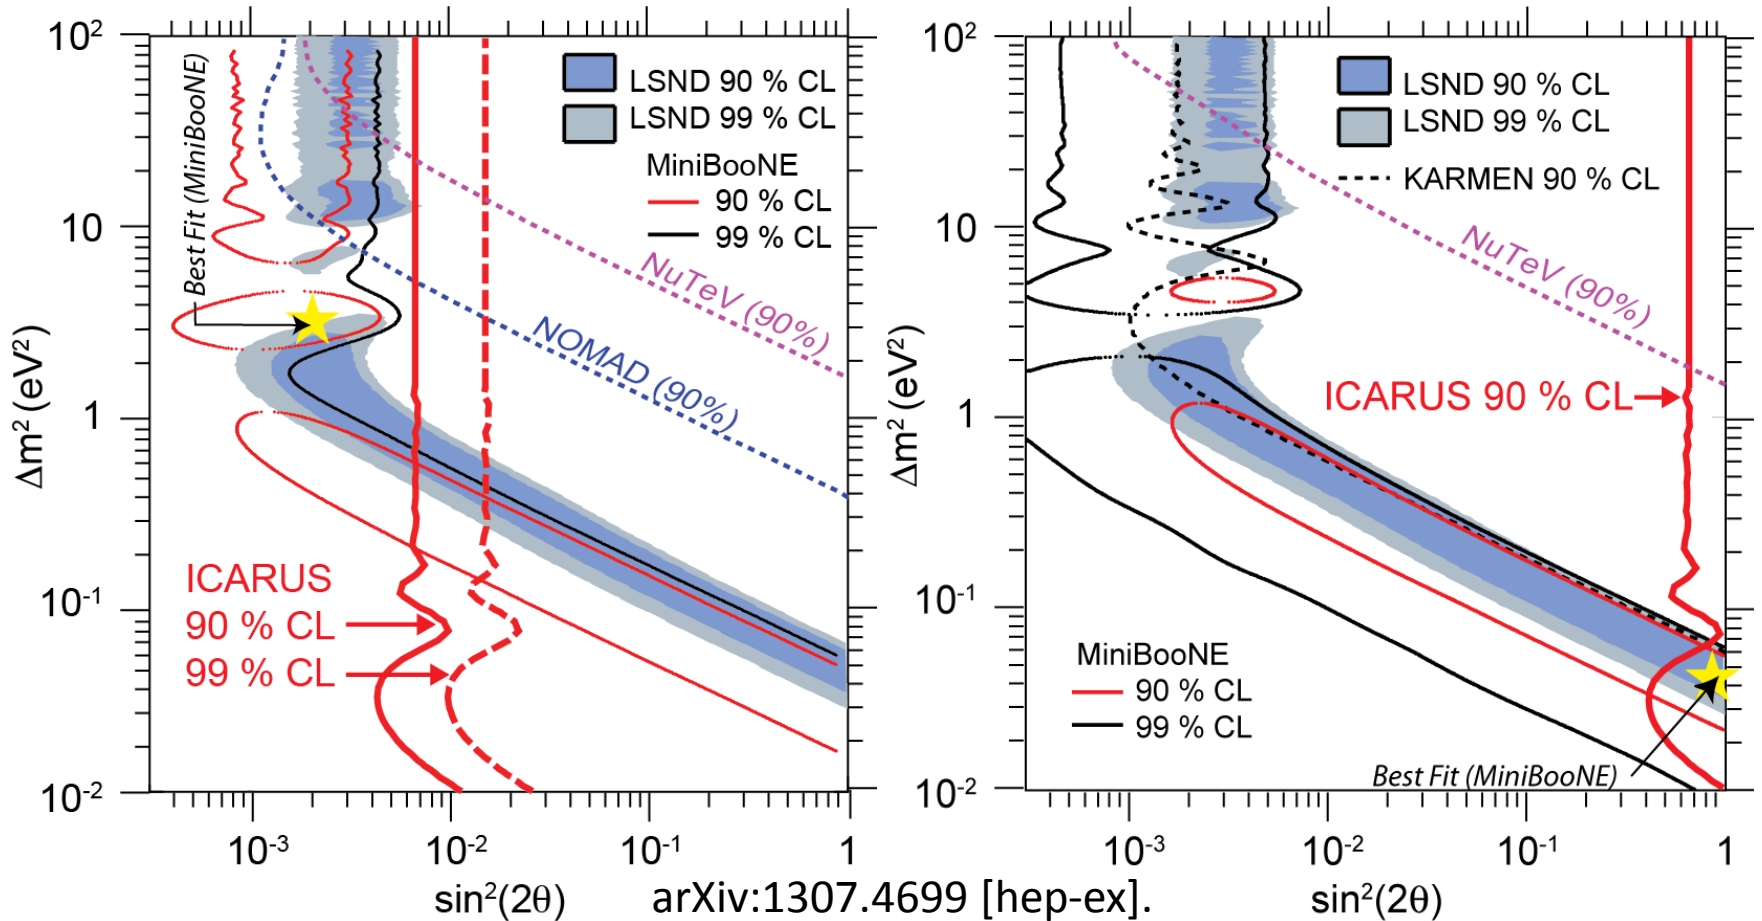 10²
10
1
10⁻¹
10⁻²
Δm² (eV²)
Best Fit (MiniBooNE)
LSND 90 % CL
LSND 99 % CL
MiniBooNE
90 % CL
99 % CL
NuTeV (90%)
NOMAD (90%)
ICARUS
90 % CL
99 % CL
10⁻³
10⁻²
10⁻¹
1
sin²(2θ)
10²
10
1
10⁻¹
10⁻²
Δm² (eV²)
LSND 90 % CL
LSND 99 % CL
KARMEN 90 % CL
NuTeV (90%)
ICARUS 90 % CL
MiniBooNE
90 % CL
99 % CL
Best Fit (MiniBooNE)
10⁻³
10⁻²
10⁻¹
1
sin²(2θ)
arXiv:1307.4699 [hep-ex].